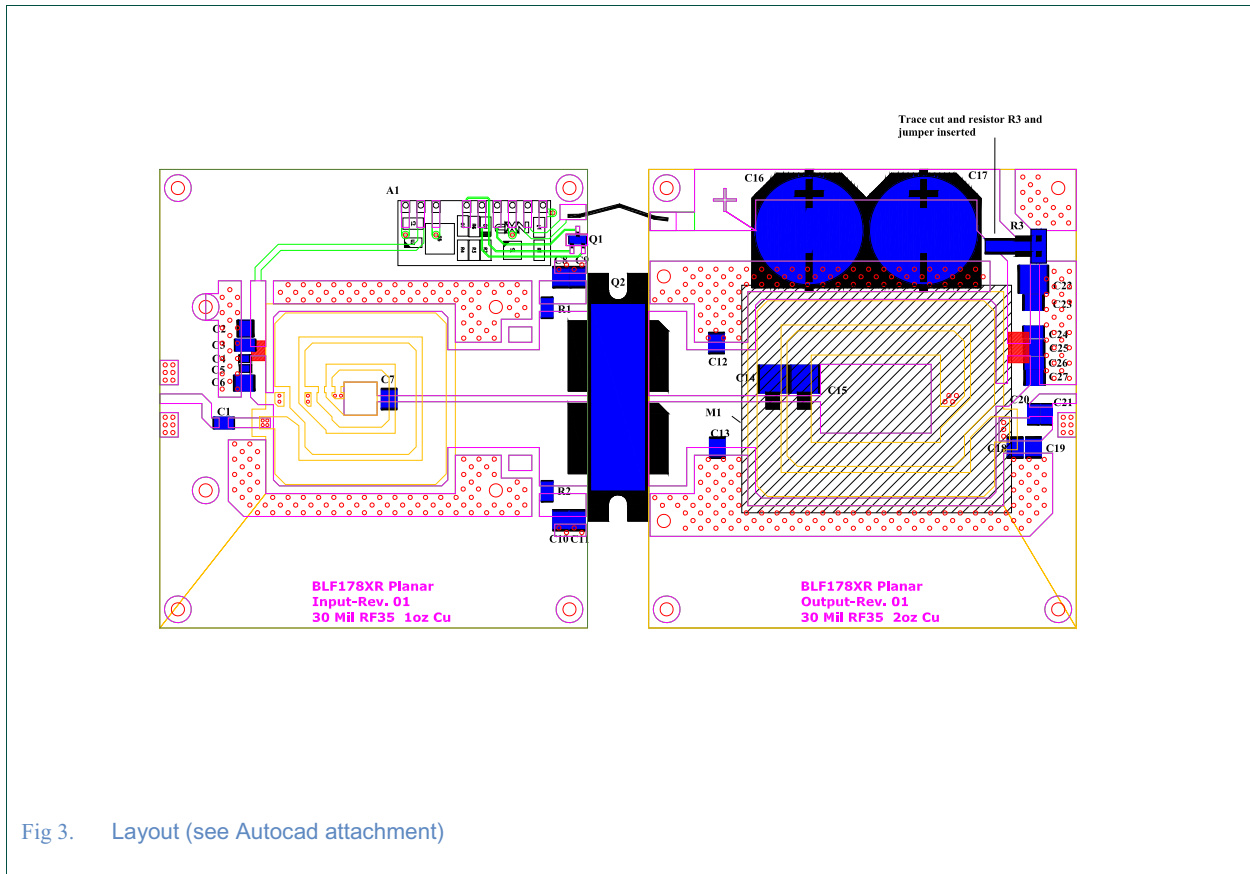 Trace cut and resistor R3 and
jumper inserted
C16
C17
A1
R3
Q1
C8
C9
Q2
C22
C23
R1
C2
C3
C4
C5
C6
C24
C25
C26
C27
C12
C7
C14
C15
C20
C21
C1
M1
C13
C18
C19
R2
C10
C11
BLF178XR Planar
Input-Rev. 01
30 Mil RF35 1oz Cu
BLF178XR Planar
Output-Rev. 01
30 Mil RF35 2oz Cu
Fig 3. Layout (see Autocad attachment)